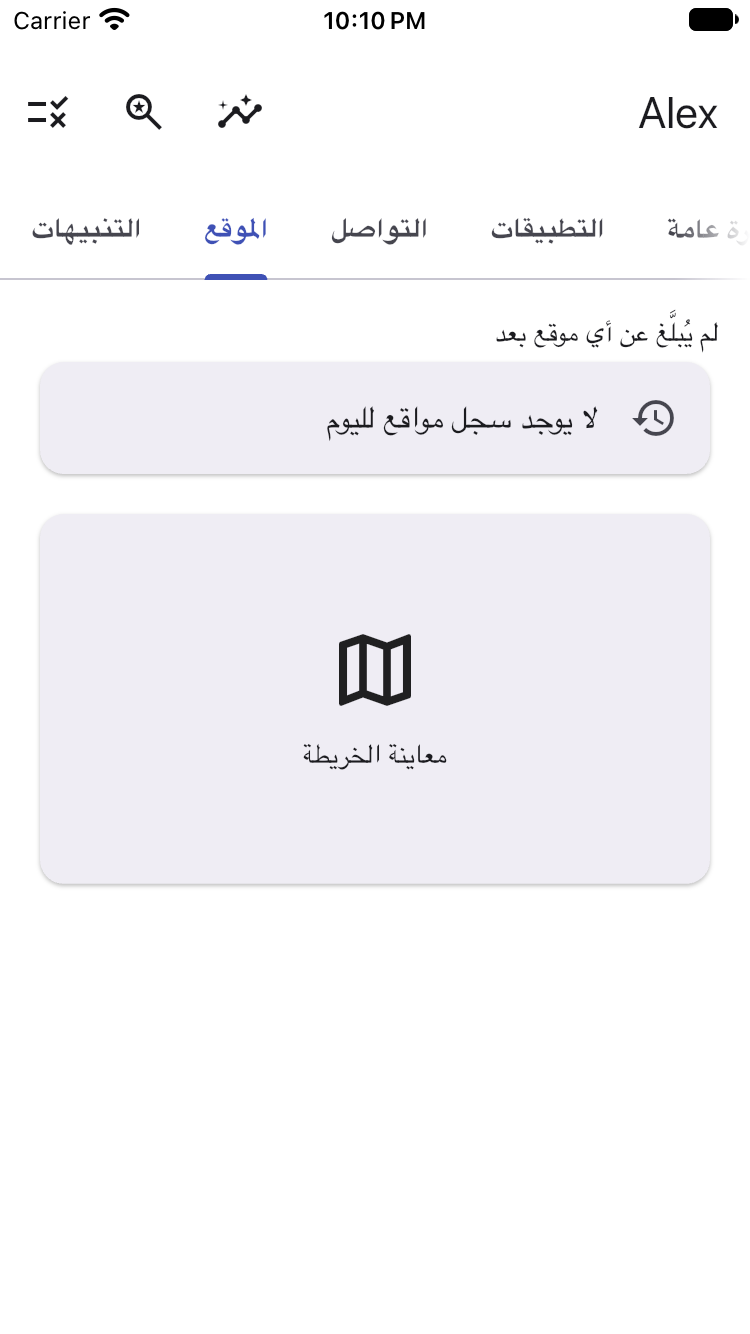 Carrier 10:10 PM
Alex
عامة التطبيقات التواصل الموقع التنبيهات
لم يُبلَّغ عن أي موقع بعد
لا يوجد سجل مواقع لليوم
معاينة الخريطة